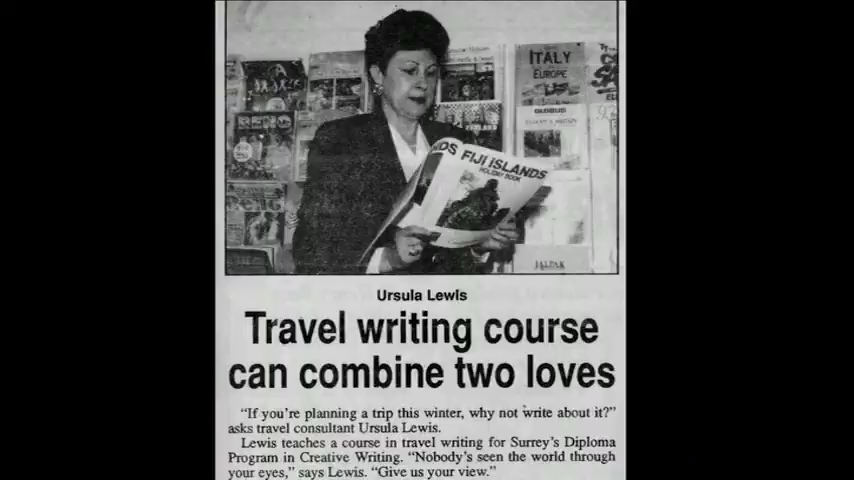 ITALY
EUROPE
RENO
GLOBUS
NDS FIJI ISLANDS
HOLIDAY BOOK
JALPAK
Ursula Lewis
Travel writing course
can combine two loves
"If you're planning a trip this winter, why not write about it?"
asks travel consultant Ursula Lewis.
Lewis teaches a course in travel writing for Surrey's Diploma
Program in Creative Writing. "Nobody's seen the world through
your eyes," says Lewis. "Give us your view."